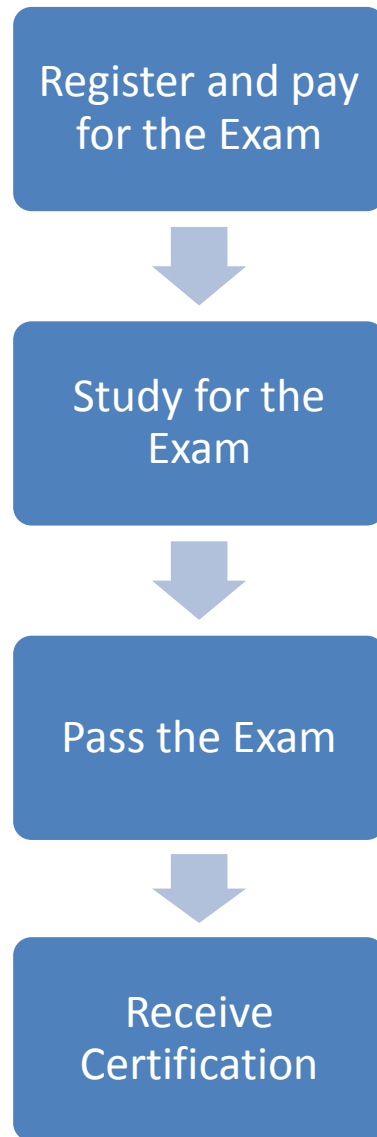 Register and pay
for the Exam
Study for the
Exam
Pass the Exam
Receive
Certification